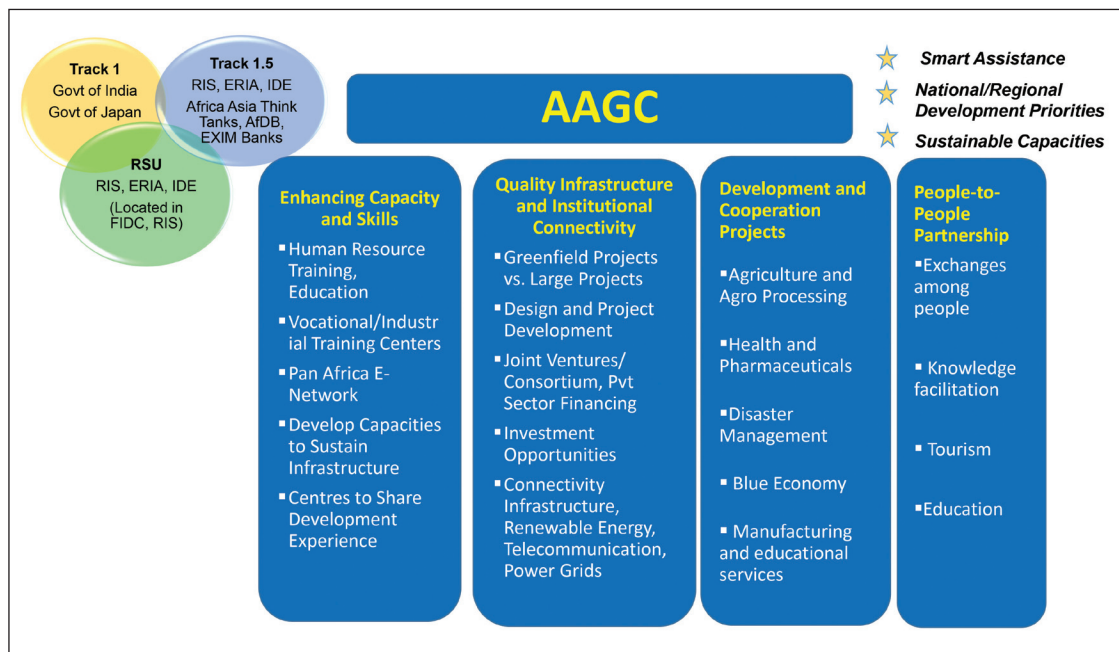 Track 1
Govt of India
Govt of Japan
Track 1.5
RIS, ERIA, IDE
Africa Asia Think
Tanks, AfDB,
EXIM Banks
RSU
RIS, ERIA, IDE
(Located in
FIDC, RIS)
AAGC
Smart Assistance
National/Regional
Development Priorities
Sustainable Capacities
Enhancing Capacity
and Skills
▪Human Resource
Training,
Education
▪Vocational/Industr
ial Training Centers
▪Pan Africa E-
Network
▪Develop Capacities
to Sustain
Infrastructure
▪Centres to Share
Development
Experience
Quality Infrastructure
and Institutional
Connectivity
▪Greenfield Projects
vs. Large Projects
▪Design and Project
Development
▪Joint Ventures/
Consortium, Pvt
Sector Financing
▪Investment
Opportunities
▪Connectivity
Infrastructure,
Renewable Energy,
Telecommunication,
Power Grids
Development and
Cooperation
Projects
▪Agriculture and
Agro Processing
▪Health and
Pharmaceuticals
▪Disaster
Management
▪ Blue Economy
▪ Manufacturing
and educational
services
People-to-
People
Partnership
▪Exchanges
among
people
▪ Knowledge
facilitation
▪ Tourism
▪Education